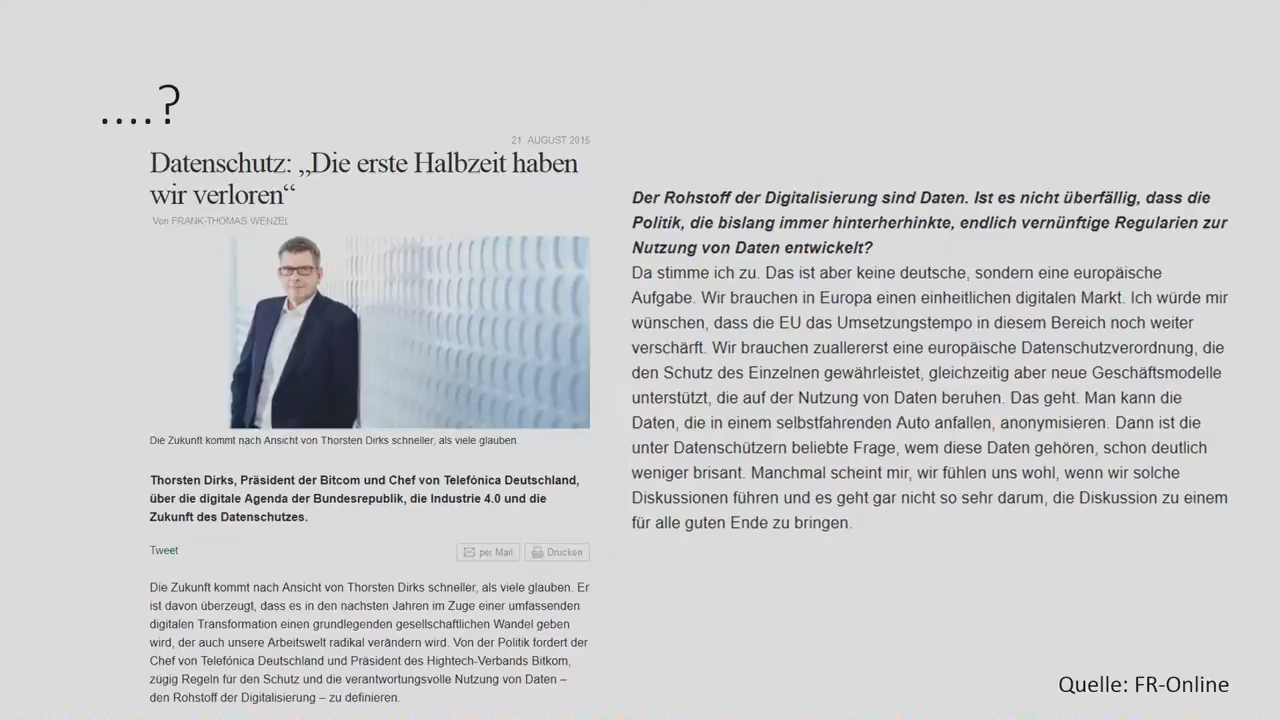 ....?
21 AUGUST 2015
Datenschutz: „Die erste Halbzeit haben
wir verloren“
Von FRANK-THOMAS WENZEL
Die Zukunft kommt nach Ansicht von Thorsten Dirks schneller, als viele glauben.
Thorsten Dirks, Präsident der Bitcom und Chef von Telefónica Deutschland,
über die digitale Agenda der Bundesrepublik, die Industrie 4.0 und die
Zukunft des Datenschutzes.
Tweet
per Mail
Drucken
Die Zukunft kommt nach Ansicht von Thorsten Dirks schneller, als viele glauben. Er
ist davon überzeugt, dass es in den nächsten Jahren im Zuge einer umfassenden
digitalen Transformation einen grundlegenden gesellschaftlichen Wandel geben
wird, der auch unsere Arbeitswelt radikal verändern wird. Von der Politik fordert der
Chef von Telefónica Deutschland und Präsident des Hightech-Verbands Bitkom,
zügig Regeln für den Schutz und die verantwortungsvolle Nutzung von Daten –
den Rohstoff der Digitalisierung – zu definieren.
Der Rohstoff der Digitalisierung sind Daten. Ist es nicht überfällig, dass die
Politik, die bislang immer hinterherhinkte, endlich vernünftige Regularien zur
Nutzung von Daten entwickelt?
Da stimme ich zu. Das ist aber keine deutsche, sondern eine europäische
Aufgabe. Wir brauchen in Europa einen einheitlichen digitalen Markt. Ich würde mir
wünschen, dass die EU das Umsetzungstempo in diesem Bereich noch weiter
verschärft. Wir brauchen zuallererst eine europäische Datenschutzverordnung, die
den Schutz des Einzelnen gewährleistet, gleichzeitig aber neue Geschäftsmodelle
unterstützt, die auf der Nutzung von Daten beruhen. Das geht. Man kann die
Daten, die in einem selbstfahrenden Auto anfallen, anonymisieren. Dann ist die
unter Datenschützern beliebte Frage, wem diese Daten gehören, schon deutlich
weniger brisant. Manchmal scheint mir, wir fühlen uns wohl, wenn wir solche
Diskussionen führen und es geht gar nicht so sehr darum, die Diskussion zu einem
für alle guten Ende zu bringen.
Quelle: FR-Online